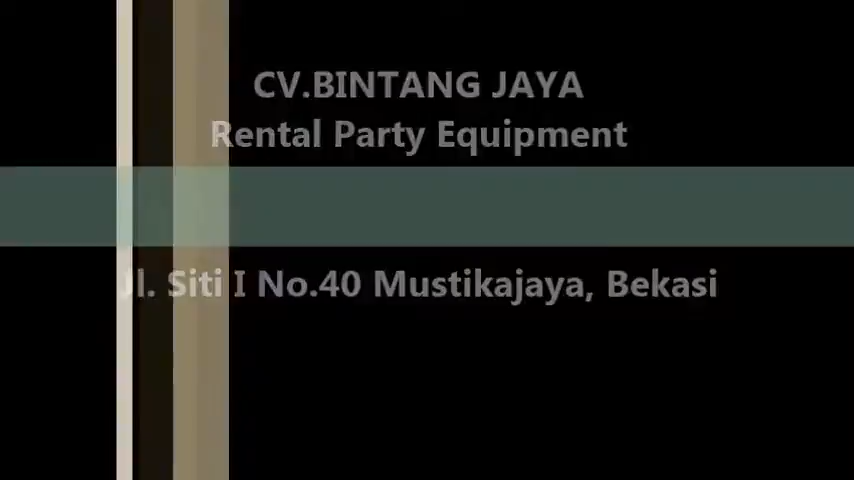 CV.BINTANG JAYA
Rental Party Equipment
Jl. Siti I No.40 Mustikajaya, Bekasi